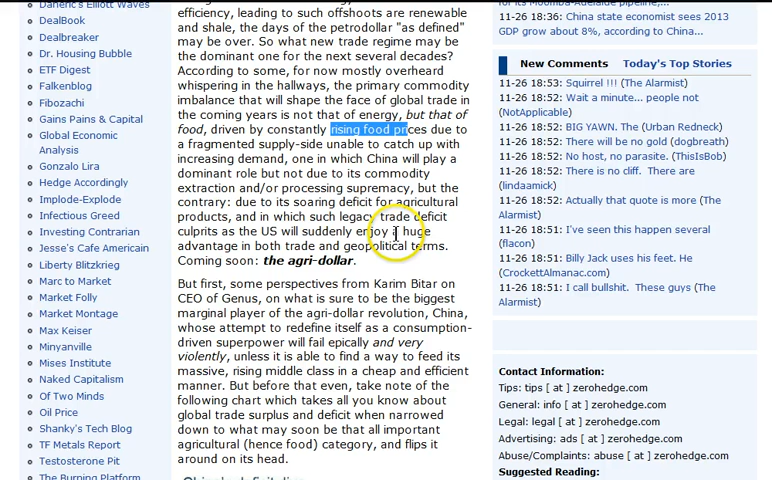 Daneric's Elliott Waves
DealBook
Dealbreaker
Dr. Housing Bubble
ETF Digest
Falkenblog
Fibozachi
Gains Pains & Capital
Global Economic
Analysis
Gonzalo Lira
Hedge Accordingly
Implode-Explode
Infectious Greed
Investing Contrarian
Jesse's Cafe Americain
Liberty Blitzkrieg
Marc to Market
Market Folly
Market Montage
Max Keiser
Minyanville
Mises Institute
Naked Capitalism
Of Two Minds
Oil Price
Shanky's Tech Blog
TF Metals Report
Testosterone Pit
The Burning Platform
efficiency, leading to such offshoots are renewable
and shale, the days of the petrodollar "as defined"
may be over. So what new trade regime may be
the dominant one for the next several decades?
According to some, for now mostly overheard
whispering in the hallways, the primary commodity
imbalance that will shape the face of global trade in
the coming years is not that of energy, but that of
food, driven by constantly rising food prices due to
a fragmented supply-side unable to catch up with
increasing demand, one in which China will play a
dominant role but not due to its commodity
extraction and/or processing supremacy, but the
contrary: due to its soaring deficit for agricultural
products, and in which such legacy trade deficit
culprits as the US will suddenly enjoy a huge
advantage in both trade and geopolitical terms.
Coming soon: the agri-dollar.
But first, some perspectives from Karim Bitar on
CEO of Genus, on what is sure to be the biggest
marginal player of the agri-dollar revolution, China,
whose attempt to redefine itself as a consumption-
driven superpower will fail epically and very
violently, unless it is able to find a way to feed its
massive, rising middle class in a cheap and efficient
manner. But before that even, take note of the
following chart which takes all you know about
global trade surplus and deficit when narrowed
down to what may soon be that all important
agricultural (hence food) category, and flips it
around on its head.
for its Moomba-Adelaide pipeline,...
11-26 18:36: China state economist sees 2013
GDP grow about 8%, according to China...
New Comments Today's Top Stories
11-26 18:53: Squirrel !!! (The Alarmist)
11-26 18:52: Wait a minute... people not
(NotApplicable)
11-26 18:52: BIG YAWN. The (Urban Redneck)
11-26 18:52: There will be no gold (dogbreath)
11-26 18:52: No host, no parasite. (ThisIsBob)
11-26 18:52: There is no cliff. There are
(lindaamick)
11-26 18:52: Actually that quote is more (The
Alarmist)
11-26 18:51: I've seen this happen several
(flacon)
11-26 18:51: Billy Jack uses his feet. He
(CrockettAlmanac.com)
11-26 18:51: I call bullshit. These guys (The
Alarmist)
Contact Information:
Tips: tips [ at ] zerohedge.com
General: info [ at ] zerohedge.com
Legal: legal [ at ] zerohedge.com
Advertising: ads [ at ] zerohedge.com
Abuse/Complaints: abuse [ at ] zerohedge.com
Suggested Reading: